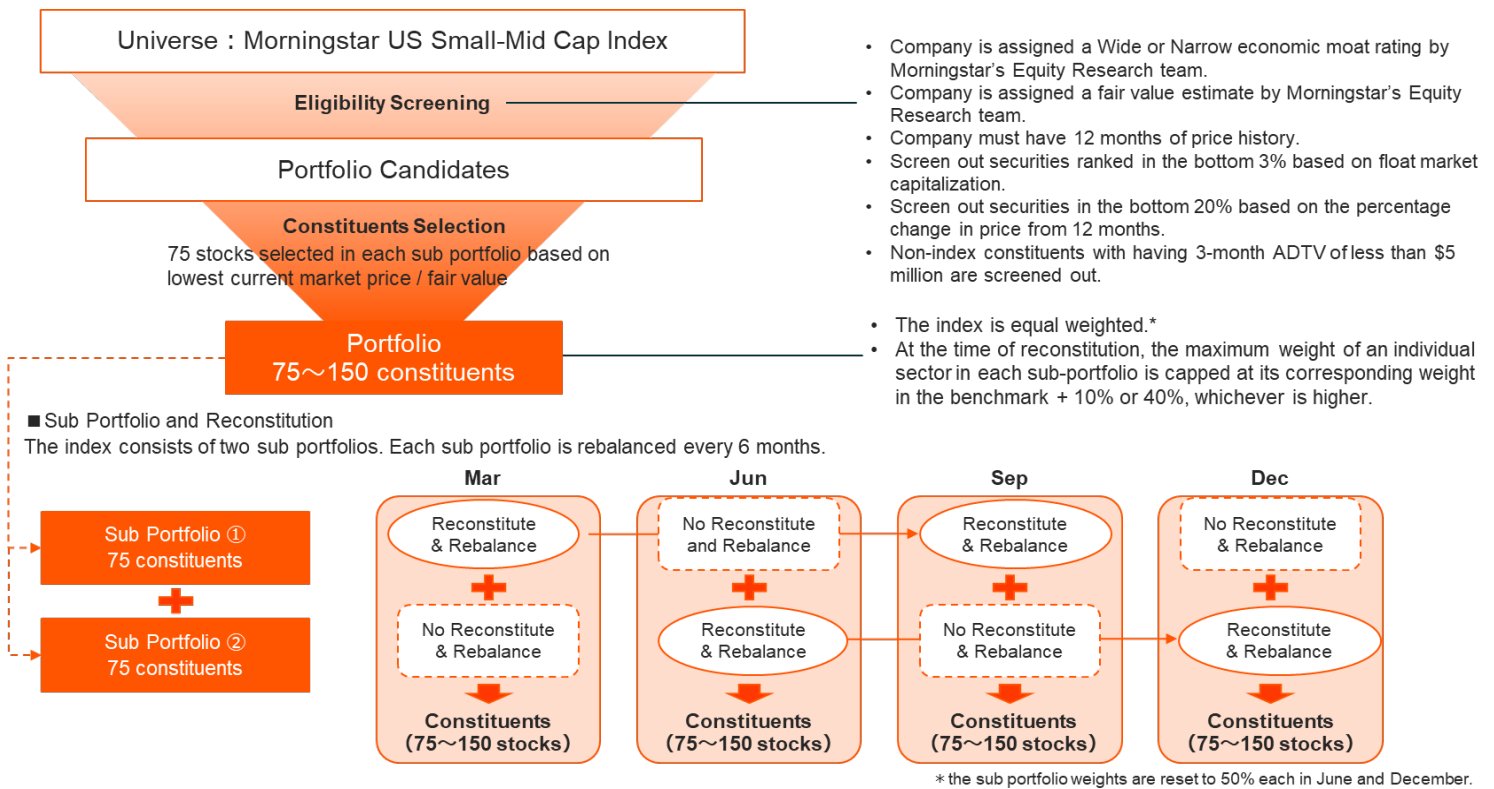 Universe：Morningstar US Small-Mid Cap Index
Eligibility Screening
Portfolio Candidates
Constituents Selection
75 stocks selected in each sub portfolio based on
lowest current market price / fair value
Portfolio
75～150 constituents
• Company is assigned a Wide or Narrow economic moat rating by
Morningstar’s Equity Research team.
• Company is assigned a fair value estimate by Morningstar’s Equity
Research team.
• Company must have 12 months of price history.
• Screen out securities ranked in the bottom 3% based on float market
capitalization.
• Screen out securities in the bottom 20% based on the percentage
change in price from 12 months.
• Non-index constituents with having 3-month ADTV of less than $5
million are screened out.
• The index is equal weighted.*
• At the time of reconstitution, the maximum weight of an individual
sector in each sub-portfolio is capped at its corresponding weight
in the benchmark + 10% or 40%, whichever is higher.
■Sub Portfolio and Reconstitution
The index consists of two sub portfolios. Each sub portfolio is rebalanced every 6 months.
Sub Portfolio ①
75 constituents
Sub Portfolio ②
75 constituents
Mar
Reconstitute
& Rebalance
No Reconstitute
& Rebalance
Constituents
（75～150 stocks）
Jun
No Reconstitute
and Rebalance
Reconstitute
& Rebalance
Constituents
（75～150 stocks）
Sep
Reconstitute
& Rebalance
No Reconstitute
& Rebalance
Constituents
（75～150 stocks）
Dec
No Reconstitute
& Rebalance
Reconstitute
& Rebalance
Constituents
（75～150 stocks）
＊the sub portfolio weights are reset to 50% each in June and December.